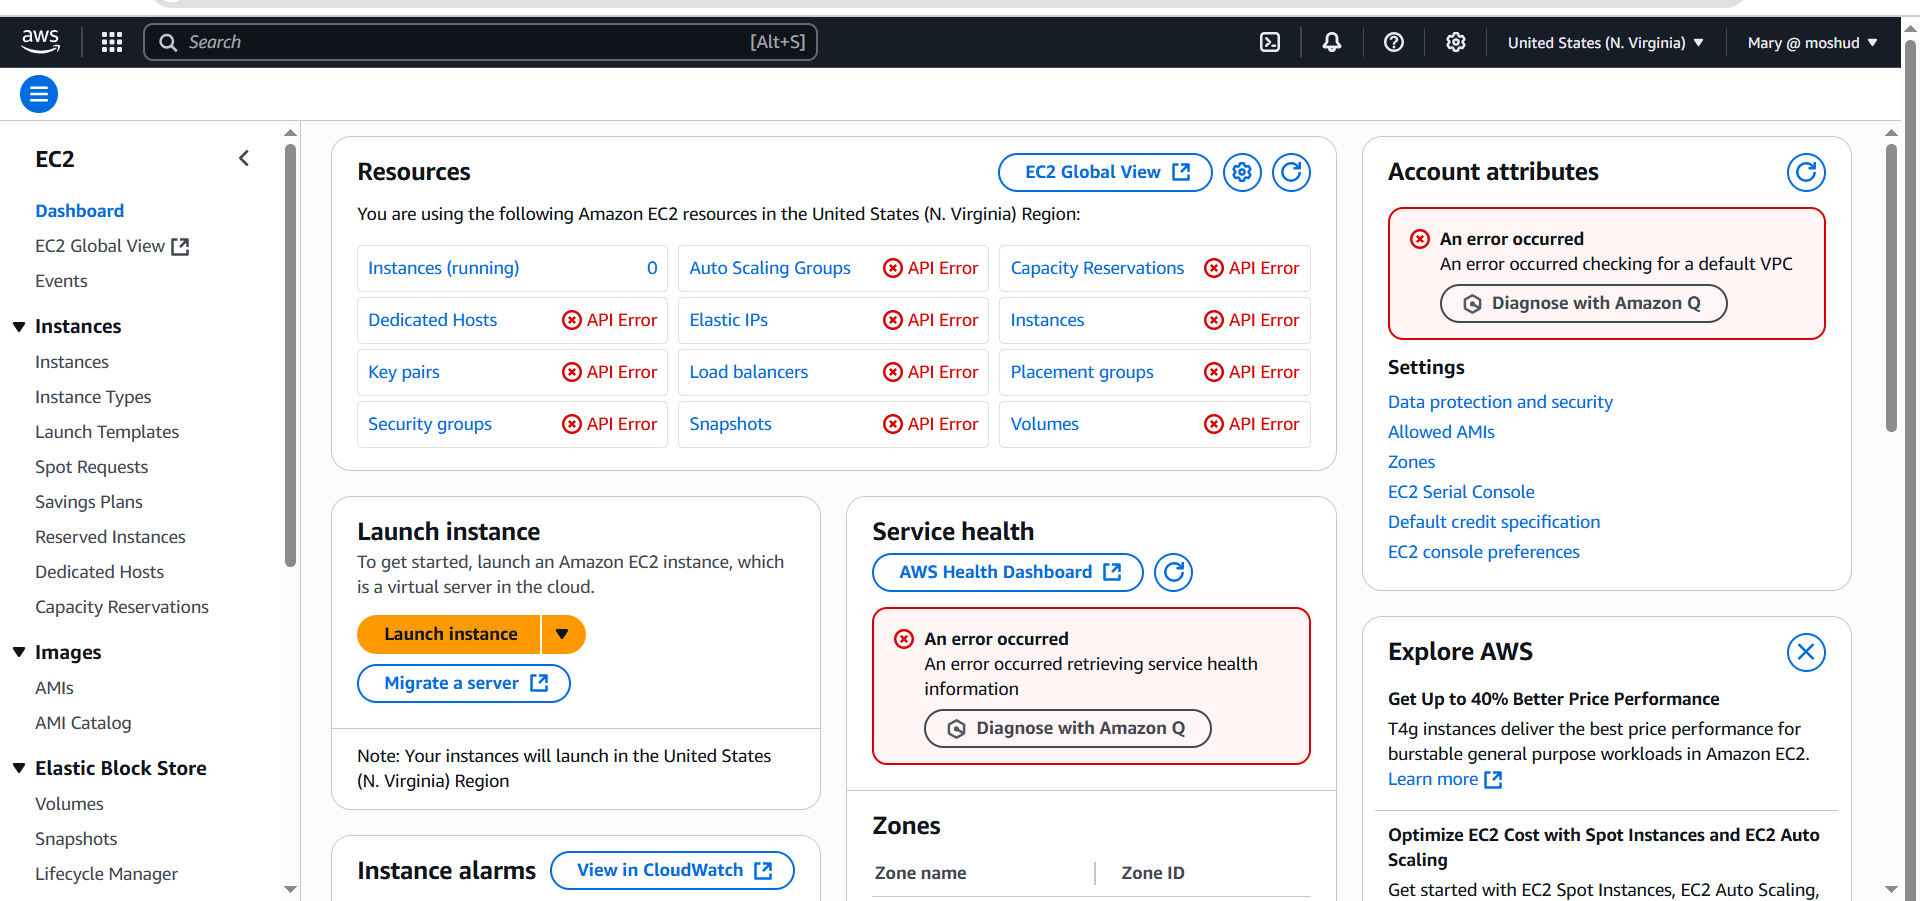 aws
Search
[Alt+S]
United States (N. Virginia)
Mary @ moshud
EC2
Dashboard
EC2 Global View
Events
Instances
Instances
Instance Types
Launch Templates
Spot Requests
Savings Plans
Reserved Instances
Dedicated Hosts
Capacity Reservations
Images
AMIs
AMI Catalog
Elastic Block Store
Volumes
Snapshots
Lifecycle Manager
Resources
EC2 Global View
You are using the following Amazon EC2 resources in the United States (N. Virginia) Region:
Instances (running) 0
Auto Scaling Groups API Error
Capacity Reservations API Error
Dedicated Hosts API Error
Elastic IPs API Error
Instances API Error
Key pairs API Error
Load balancers API Error
Placement groups API Error
Security groups API Error
Snapshots API Error
Volumes API Error
Launch instance
To get started, launch an Amazon EC2 instance, which
is a virtual server in the cloud.
Launch instance
Migrate a server
Note: Your instances will launch in the United States
(N. Virginia) Region
Instance alarms
View in CloudWatch
Service health
AWS Health Dashboard
An error occurred
An error occurred retrieving service health
information
Diagnose with Amazon Q
Zones
Zone name
Zone ID
Account attributes
An error occurred
An error occurred checking for a default VPC
Diagnose with Amazon Q
Settings
Data protection and security
Allowed AMIs
Zones
EC2 Serial Console
Default credit specification
EC2 console preferences
Explore AWS
Get Up to 40% Better Price Performance
T4g instances deliver the best price performance for
burstable general purpose workloads in Amazon EC2.
Learn more
Optimize EC2 Cost with Spot Instances and EC2 Auto
Scaling
Get started with EC2 Spot Instances, EC2 Auto Scaling,